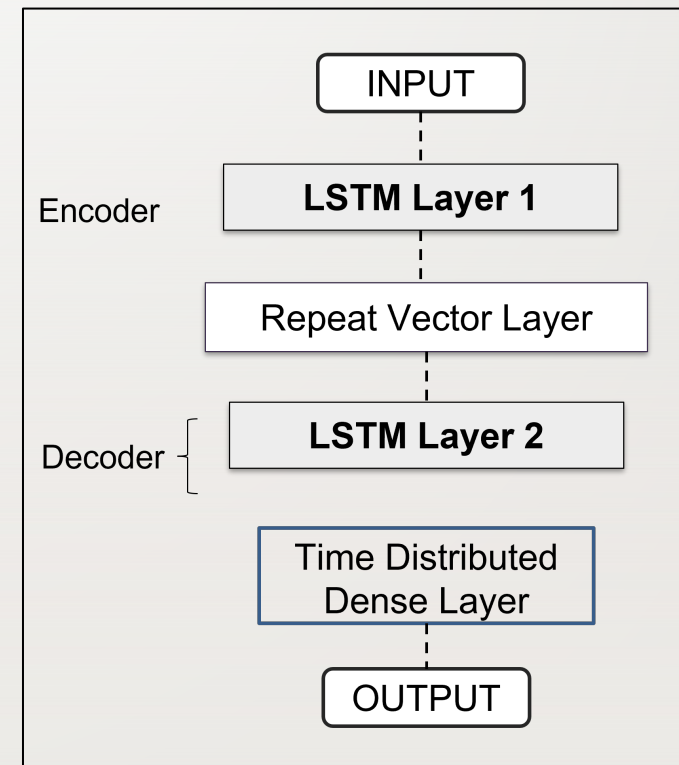 INPUT
Encoder
LSTM Layer 1
Repeat Vector Layer
Decoder
LSTM Layer 2
Time Distributed
Dense Layer
OUTPUT